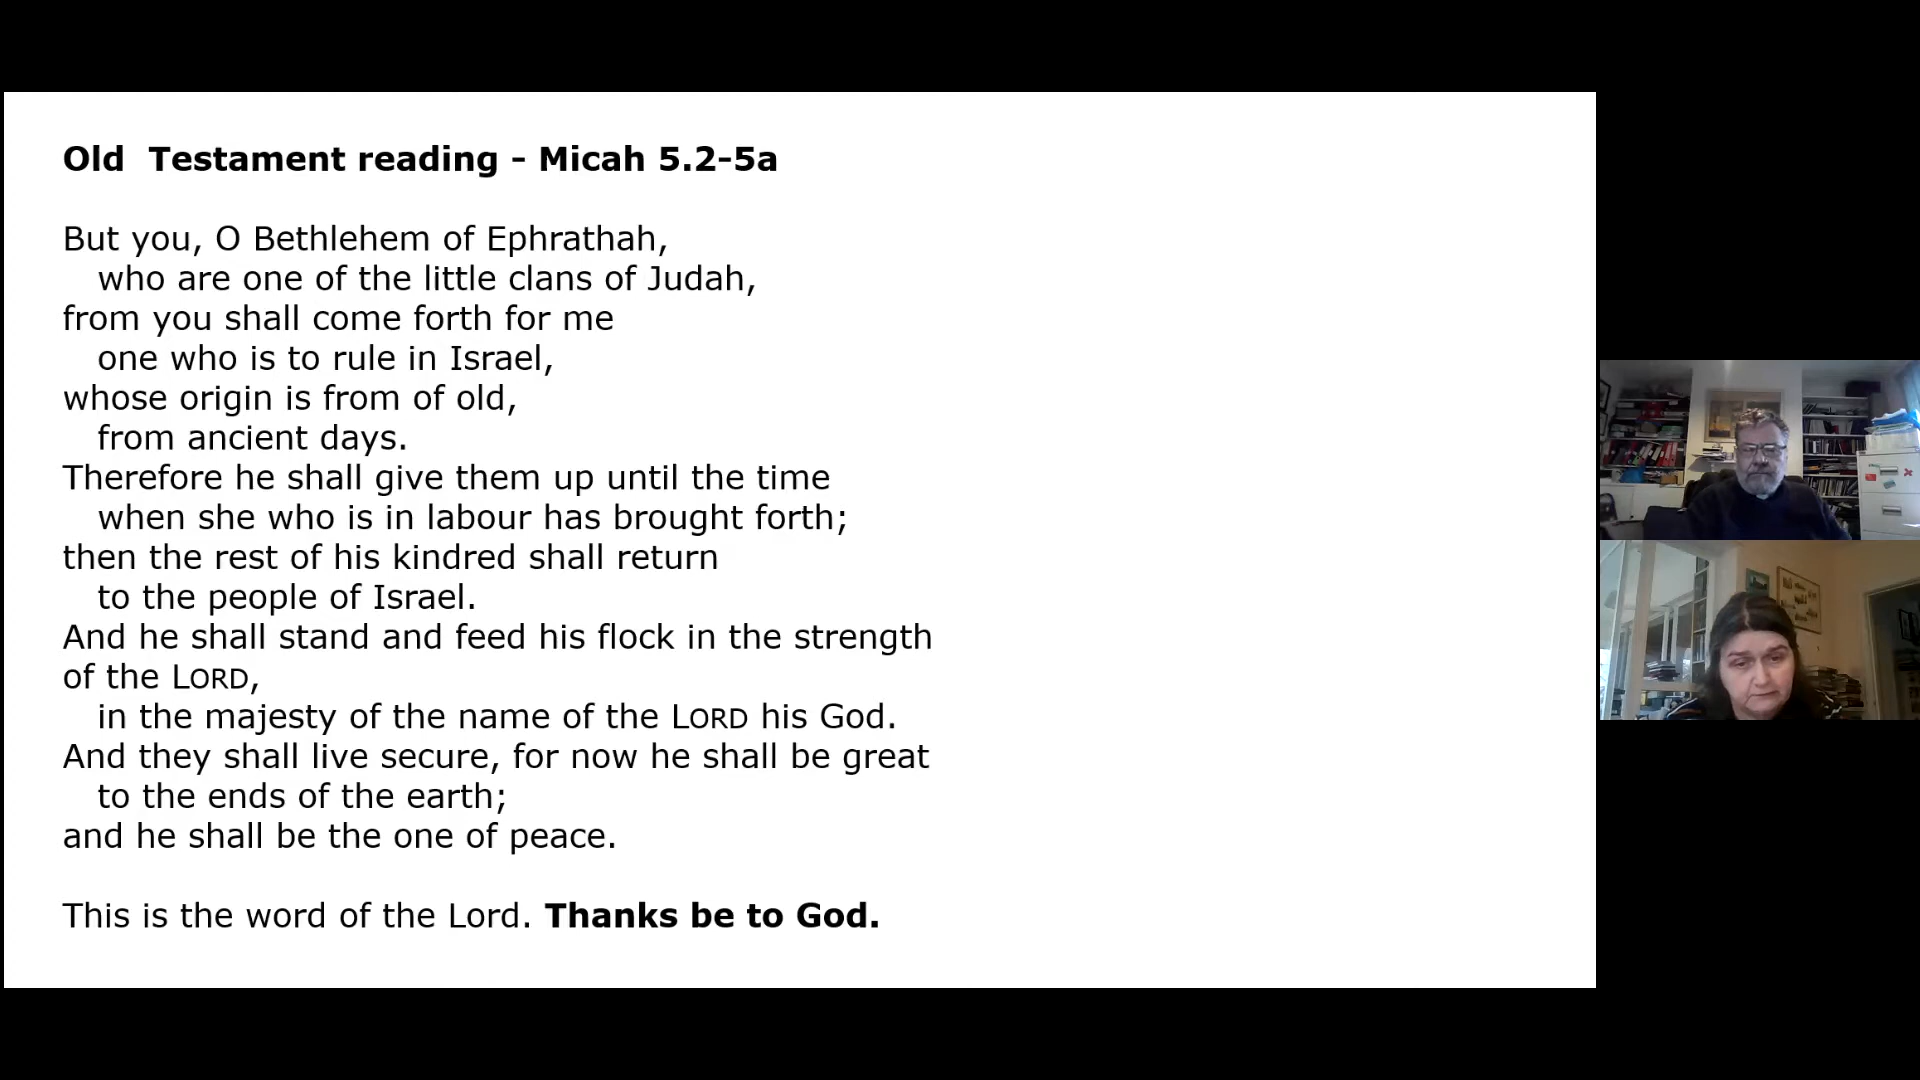 Old  Testament reading – Micah 5.2-5a
But you, O Bethlehem of Ephrathah,
who are one of the little clans of Judah,
from you shall come forth for me
one who is to rule in Israel,
whose origin is from of old,
from ancient days.
Therefore he shall give them up until the time
when she who is in labour has brought forth;
then the rest of his kindred shall return
to the people of Israel.
And he shall stand and feed his flock in the strength
of the LORD,
in the majesty of the name of the LORD his God.
And they shall live secure, for now he shall be great
to the ends of the earth;
and he shall be the one of peace.
This is the word of the Lord. Thanks be to God.